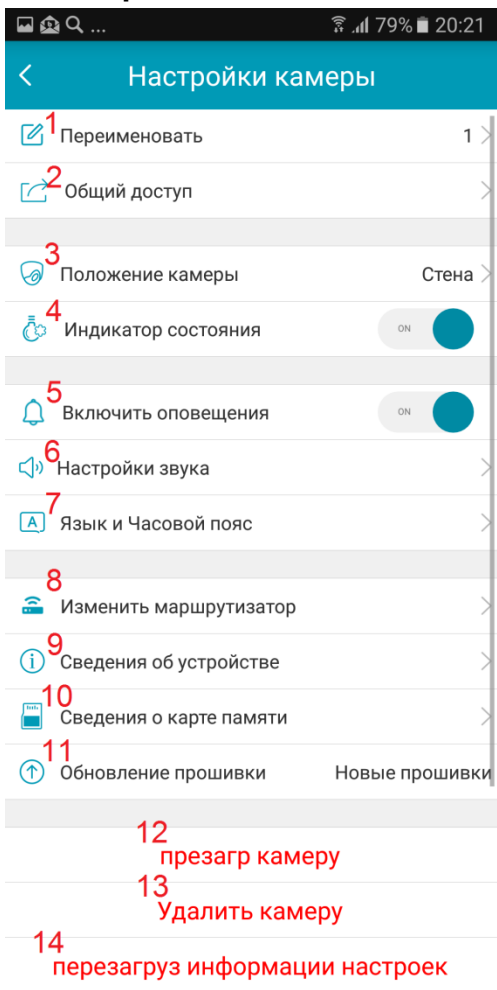 79% 20:21
Настройки камеры
1 Переименовать 1
2 Общий доступ
3 Положение камеры Стена
4 Индикатор состояния ON
5 Включить оповещения ON
6 Настройки звука
7 A Язык и Часовой пояс
8 Изменить маршрутизатор
9 i Сведения об устройстве
10 Сведения о карте памяти
11 Обновление прошивки Новые прошивки
12
презагр камеру
13
Удалить камеру
14
перезагруз информации настроек